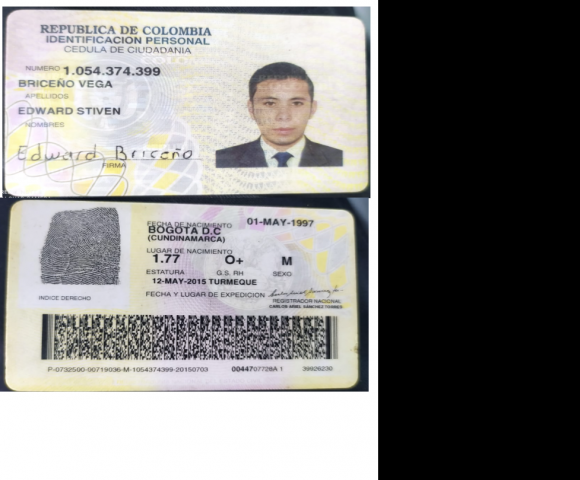 REPUBLICA DE COLOMBIA
IDENTIFICACION PERSONAL
CEDULA DE CIUDADANIA
NUMERO 1.054.374.399
BRICEÑO VEGA
APELLIDOS
EDWARD STIVEN
NOMBRES
Edward Briceño
FIRMA
FECHA DE NACIMIENTO 01-MAY-1997
BOGOTA D.C
(CUNDINAMARCA)
LUGAR DE NACIMIENTO
1.77 O+ M
ESTATURA G.S. RH SEXO
12-MAY-2015 TURMEQUE
FECHA Y LUGAR DE EXPEDICION
REGISTRADOR NACIONAL
CARLOS ARIEL SÁNCHEZ TORRES
INDICE DERECHO
P-0732500-00719036-M-1054374399-20150703 0044707728A 1 39926230